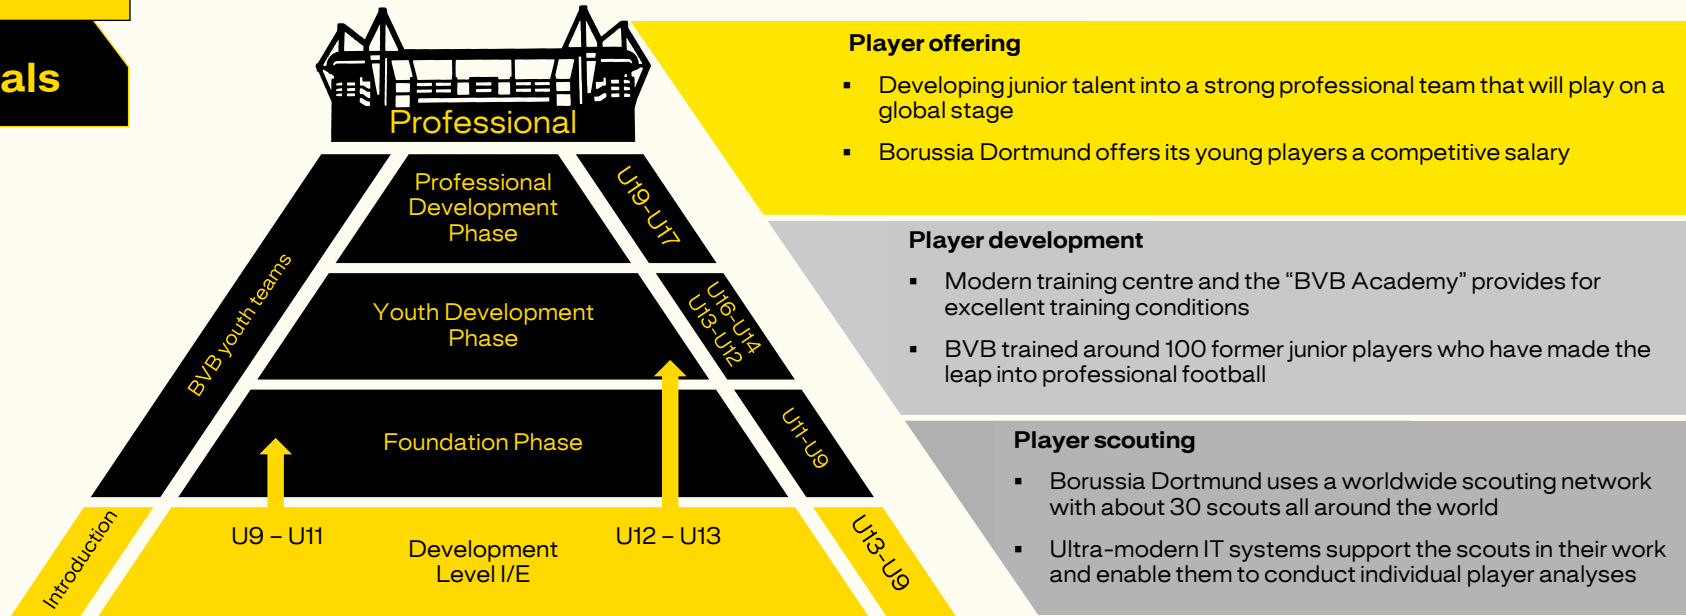 als
Professional
Professional
Development
Phase
U19-U17
BVB youth teams
Youth Development
Phase
U16-U14
U13-U12
Foundation Phase
U11-U9
Introduction
U9 – U11
Development
Level I/E
U12 – U13
U13-U9
Player offering
▪ Developing junior talent into a strong professional team that will play on a
global stage
▪ Borussia Dortmund offers its young players a competitive salary
Player development
▪ Modern training centre and the “BVB Academy” provides for
excellent training conditions
▪ BVB trained around 100 former junior players who have made the
leap into professional football
Player scouting
▪ Borussia Dortmund uses a worldwide scouting network
with about 30 scouts all around the world
▪ Ultra-modern IT systems support the scouts in their work
and enable them to conduct individual player analyses